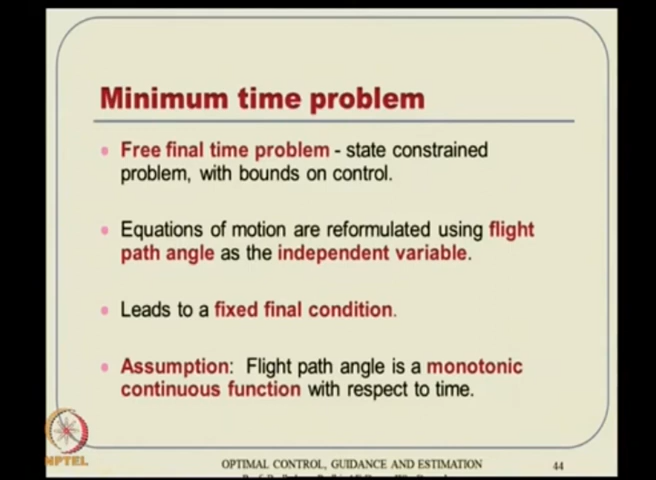 Minimum time problem
Free final time problem - state constrained
problem, with bounds on control.
Equations of motion are reformulated using flight
path angle as the independent variable.
Leads to a fixed final condition.
Assumption: Flight path angle is a monotonic
continuous function with respect to time.
NPTEL
OPTIMAL CONTROL, GUIDANCE AND ESTIMATION
44